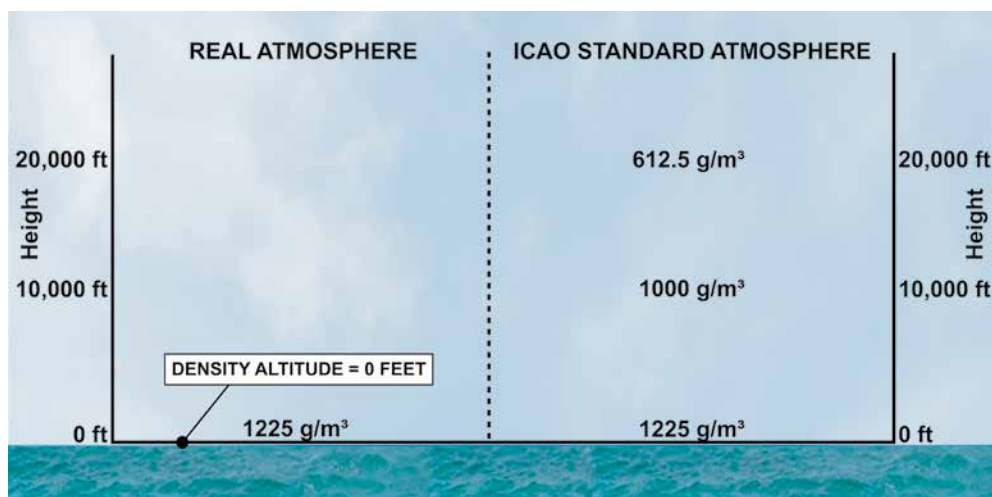 REAL ATMOSPHERE
ICAO STANDARD ATMOSPHERE
20,000 ft
612.5 g/m³
20,000 ft
Height
Height
10,000 ft
1000 g/m³
10,000 ft
DENSITY ALTITUDE = 0 FEET
0 ft
1225 g/m³
1225 g/m³
0 ft